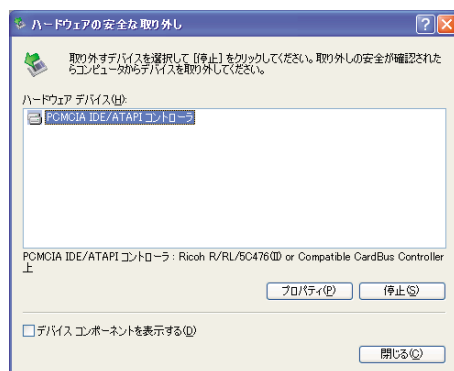 ハードウェアの安全な取り外し
取り外すデバイスを選択して [停止] をクリックしてください。取り外しの安全が確認された
らコンピュータからデバイスを取り外してください。
ハードウェア デバイス(H):
PCMCIA IDE/ATAPI コントローラ
PCMCIA IDE/ATAPI コントローラ : Ricoh R/RL/5C476(II) or Compatible CardBus Controller
上
プロパティ(P)
停止(S)
デバイス コンポーネントを表示する(D)
閉じる(C)